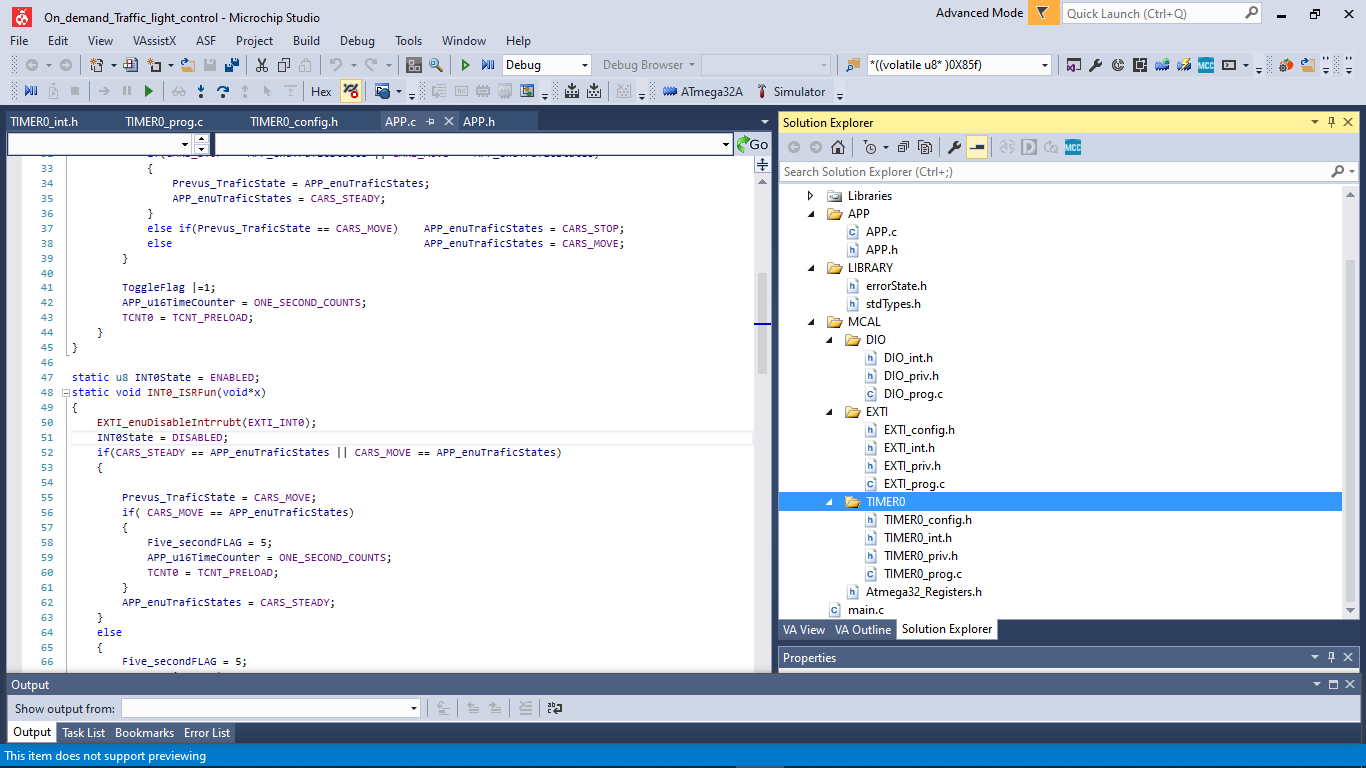 On_demand_Traffic_light_control - Microchip Studio
Advanced Mode
Quick Launch (Ctrl+Q)
File Edit View VAssistX ASF Project Build Debug Tools Window Help
Debug
Debug Browser
*((volatile u8* )0X85f)
Hex
ATmega32A
Simulator
TIMER0_int.h TIMER0_prog.c TIMER0_config.h APP.c APP.h
Go
33 {
34 Prevus_TraficState = APP_enuTraficStates;
35 APP_enuTraficStates = CARS_STEADY;
36 }
37 else if(Prevus_TraficState == CARS_MOVE) APP_enuTraficStates = CARS_STOP;
38 else APP_enuTraficStates = CARS_MOVE;
39 }
40
41 ToggleFlag |=1;
42 APP_u16TimeCounter = ONE_SECOND_COUNTS;
43 TCNT0 = TCNT_PRELOAD;
44 }
45 }
46
47 static u8 INT0State = ENABLED;
48 static void INT0_ISRFun(void*x)
49 {
50 EXTI_enuDisableIntrrubt(EXTI_INT0);
51 INT0State = DISABLED;
52 if(CARS_STEADY == APP_enuTraficStates || CARS_MOVE == APP_enuTraficStates)
53 {
54
55 Prevus_TraficState = CARS_MOVE;
56 if( CARS_MOVE == APP_enuTraficStates)
57 {
58 Five_secondFLAG = 5;
59 APP_u16TimeCounter = ONE_SECOND_COUNTS;
60 TCNT0 = TCNT_PRELOAD;
61 }
62 APP_enuTraficStates = CARS_STEADY;
63 }
64 else
65 {
66 Five_secondFLAG = 5;
Solution Explorer
MCC
Search Solution Explorer (Ctrl+;)
Libraries
APP
APP.c
APP.h
LIBRARY
errorState.h
stdTypes.h
MCAL
DIO
DIO_int.h
DIO_priv.h
DIO_prog.c
EXTI
EXTI_config.h
EXTI_int.h
EXTI_priv.h
EXTI_prog.c
TIMER0
TIMER0_config.h
TIMER0_int.h
TIMER0_priv.h
TIMER0_prog.c
Atmega32_Registers.h
main.c
VA View VA Outline Solution Explorer
Properties
Output
Show output from:
Output Task List Bookmarks Error List
This item does not support previewing